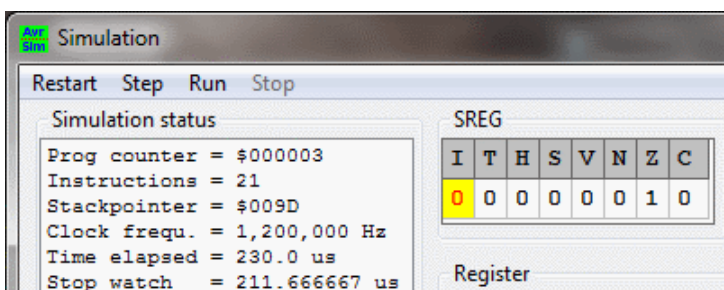 Avr Sim Simulation
Restart Step Run Stop
Simulation status
Prog counter = $000003
Instructions = 21
Stackpointer = $009D
Clock frequ. = 1,200,000 Hz
Time elapsed = 230.0 us
Stop watch = 211.666667 us
SREG
I T H S V N Z C
0 0 0 0 0 0 1 0
Register